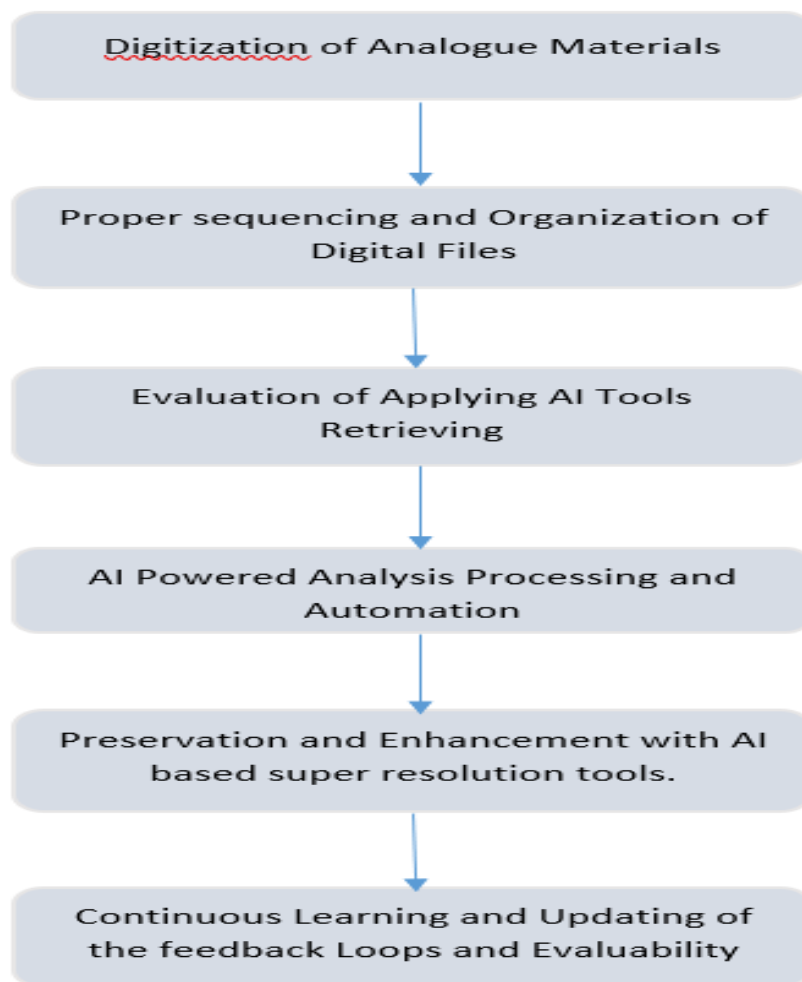 Digitization of Analogue Materials
Proper sequencing and Organization of
Digital Files
Evaluation of Applying AI Tools
Retrieving
AI Powered Analysis Processing and
Automation
Preservation and Enhancement with AI
based super resolution tools.
Continuous Learning and Updating of
the feedback Loops and Evaluability